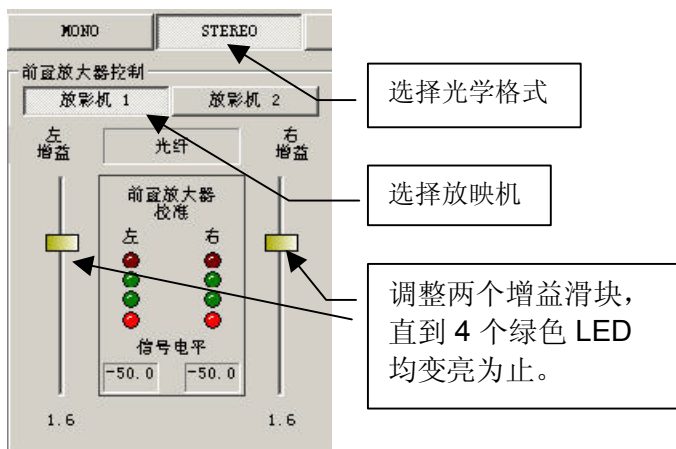 MONO
STEREO
前置放大器控制
放影机 1
放影机 2
左
增益
光纤
右
增益
前置放大器
校准
左
右
信号电平
-50.0
-50.0
1.6
1.6
选择光学格式
选择放映机
调整两个增益滑块，
直到 4 个绿色 LED
均变亮为止。